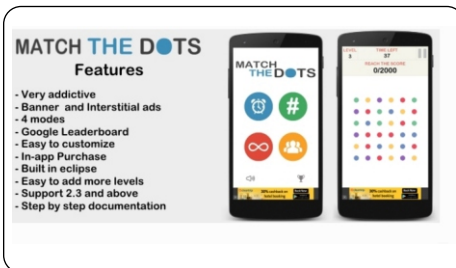 MATCH THE DOTS
Features
- Very addictive
- Banner and Interstitial ads
- 4 modes
- Google Leaderboard
- Easy to customize
- In-app Purchase
- Built in eclipse
- Easy to add more levels
- Support 2.3 and above
- Step by step documentation
MATCH
THE DOTS
#
LEVEL
3
TIME LEFT
37
REACH THE SCORE
0/2000